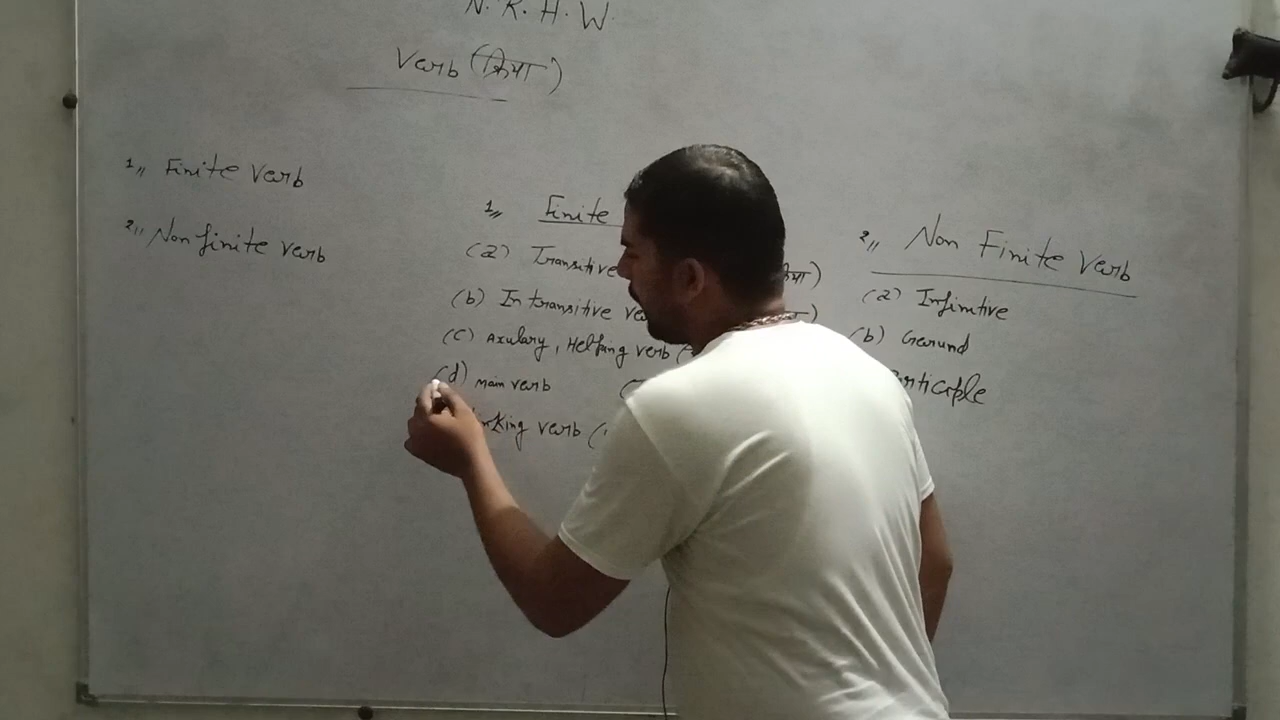 N. R. H. W.
Verb (क्रिया)
1,, Finite Verb
2,, Non finite verb
1,, Finite
(a) Transitive
(b) Intransitive
(c) Axulary, Helping verb (
(d) main verb
verb (
2,, Non Finite Verb
(a) Infinitive
(b) Gerund